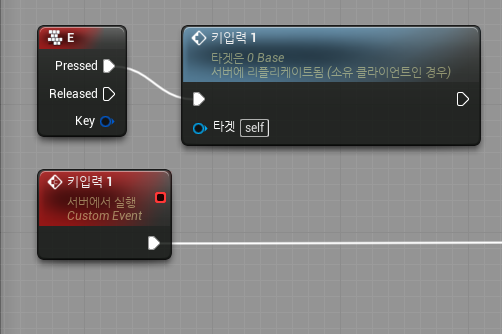 E
Pressed
Released
Key
키입력 1
타겟은 0 Base
서버에 리플리케이트됨 (소유 클라이언트인 경우)
타겟 self
키입력 1
서버에서 실행
Custom Event